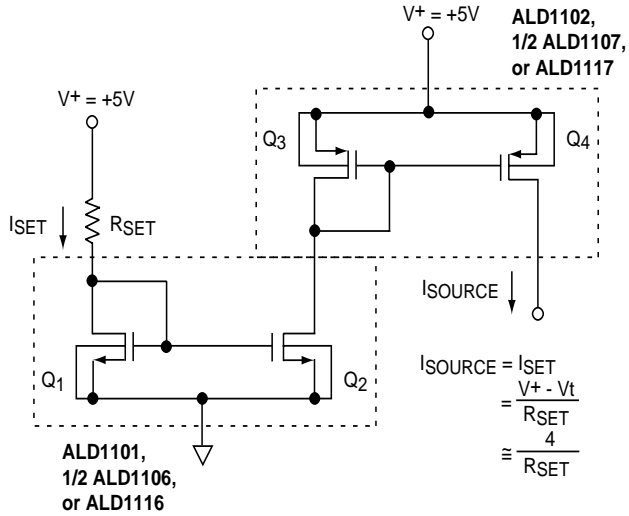 V+ = +5V
ALD1102,
1/2 ALD1107,
or ALD1117
V+ = +5V
Q3
Q4
ISET
RSET
ISOURCE
Q1
Q2
ISOURCE = ISET
= V+ - Vt
RSET
≅ 4
RSET
ALD1101,
1/2 ALD1106,
or ALD1116